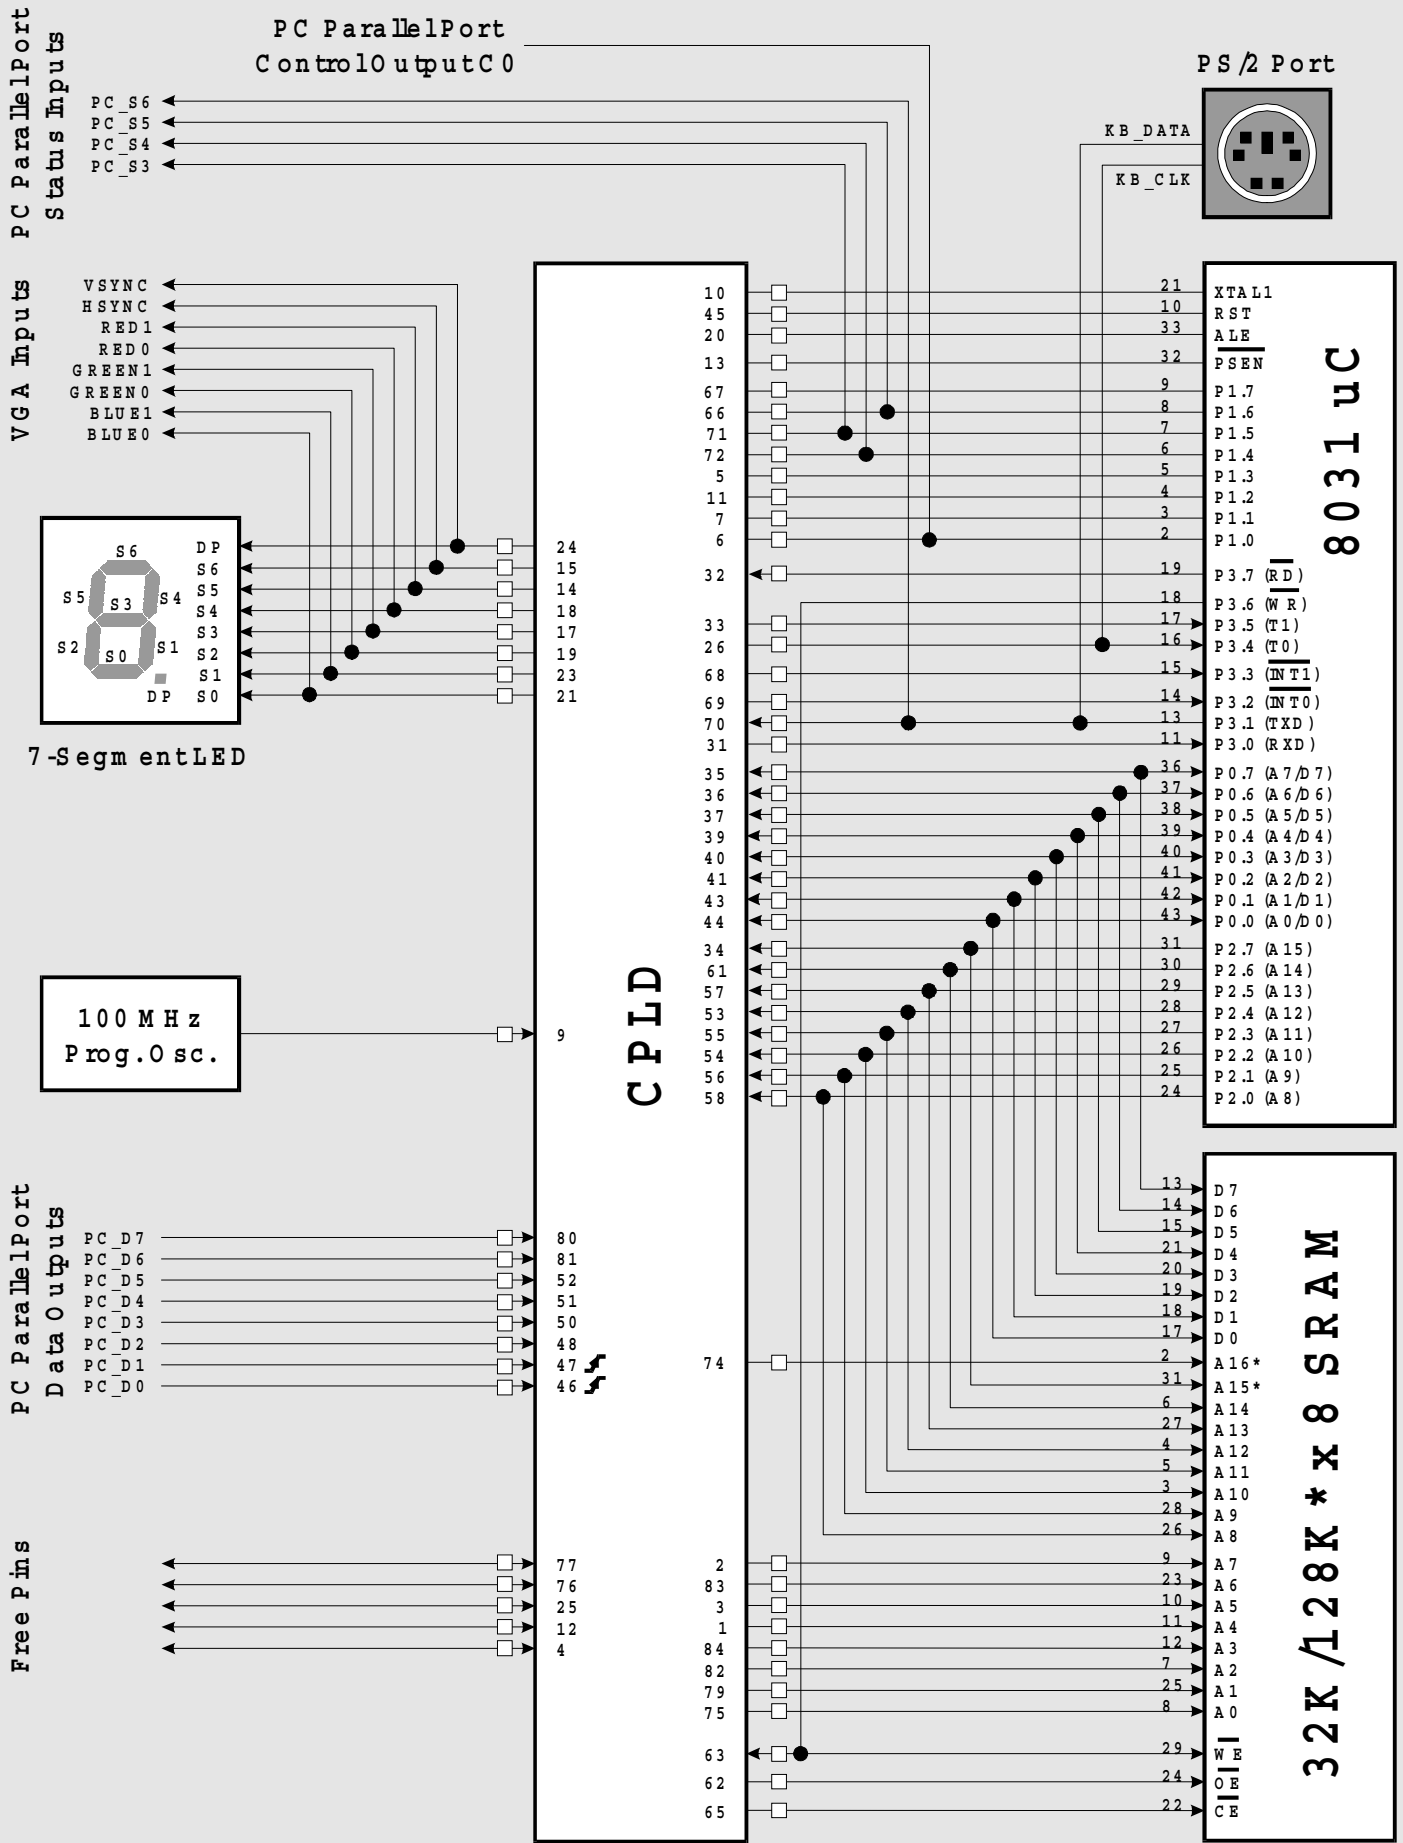 PC Parallel Port
Control Output C0
PC Parallel Port
Status Inputs
PC_S6
PC_S5
PC_S4
PC_S3
PS/2 Port
KB_DATA
KB_CLK
VGA Inputs
VSYNC
HSYNC
RED1
RED0
GREEN1
GREEN0
BLUE1
BLUE0
S6
S5 S3 S4
S2 S0 S1
DP
DP 24
S6 15
S5 14
S4 18
S3 17
S2 19
S1 23
S0 21
7-Segment LED
100 MHz
Prog. Osc.
9
CPLD
PC Parallel Port
Data Outputs
PC_D7 80
PC_D6 81
PC_D5 52
PC_D4 51
PC_D3 50
PC_D2 48
PC_D1 47
PC_D0 46
Free Pins
77
76
25
12
4
8031 uC
10 21 XTAL1
45 10 RST
20 33 ALE
13 32 PSEN
67 9 P1.7
66 8 P1.6
71 7 P1.5
72 6 P1.4
5 5 P1.3
11 4 P1.2
7 3 P1.1
6 2 P1.0
32 19 P3.7 (RD)
18 P3.6 (WR)
33 17 P3.5 (T1)
26 16 P3.4 (T0)
68 15 P3.3 (INT1)
69 14 P3.2 (INT0)
70 13 P3.1 (TXD)
31 11 P3.0 (RXD)
35 36 P0.7 (A7/D7)
36 37 P0.6 (A6/D6)
37 38 P0.5 (A5/D5)
39 39 P0.4 (A4/D4)
40 40 P0.3 (A3/D3)
41 41 P0.2 (A2/D2)
43 42 P0.1 (A1/D1)
44 43 P0.0 (A0/D0)
34 31 P2.7 (A15)
61 30 P2.6 (A14)
57 29 P2.5 (A13)
53 28 P2.4 (A12)
55 27 P2.3 (A11)
54 26 P2.2 (A10)
56 25 P2.1 (A9)
58 24 P2.0 (A8)
32K/128K* x 8 SRAM
13 D7
14 D6
15 D5
21 D4
20 D3
19 D2
18 D1
17 D0
74 2 A16*
31 A15*
6 A14
27 A13
4 A12
5 A11
3 A10
28 A9
26 A8
2 9 A7
83 23 A6
3 10 A5
1 11 A4
84 12 A3
82 7 A2
79 25 A1
75 8 A0
63 29 WE
62 24 OE
65 22 CE